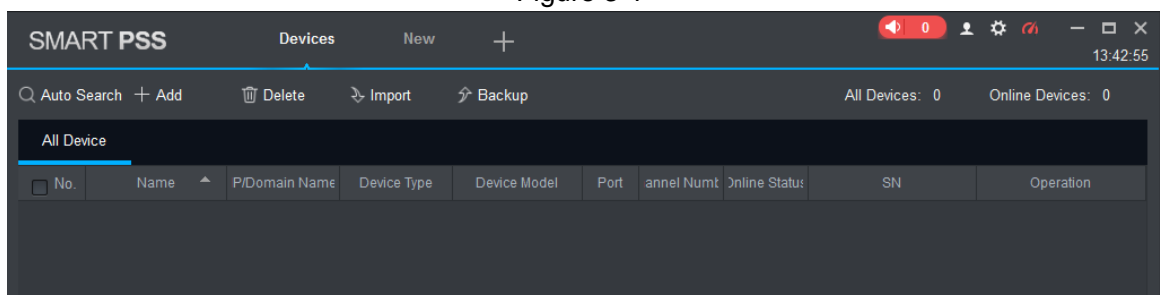 SMART PSS Devices New 0
13:42:55
Auto Search Add Delete Import Backup All Devices: 0 Online Devices: 0
All Device
No. Name P/Domain Name Device Type Device Model Port annel Numb Online Status SN Operation